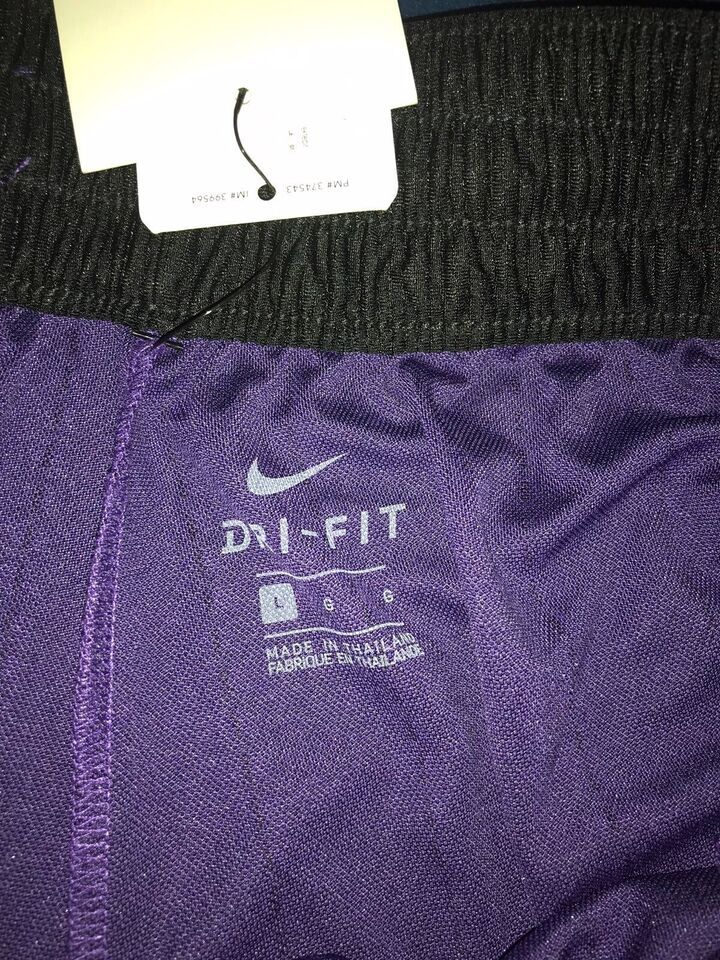 PM# 374543 IM# 399564
DRI-FIT
L G G
MADE IN THAILAND
FABRIQUE EN THAILANDE